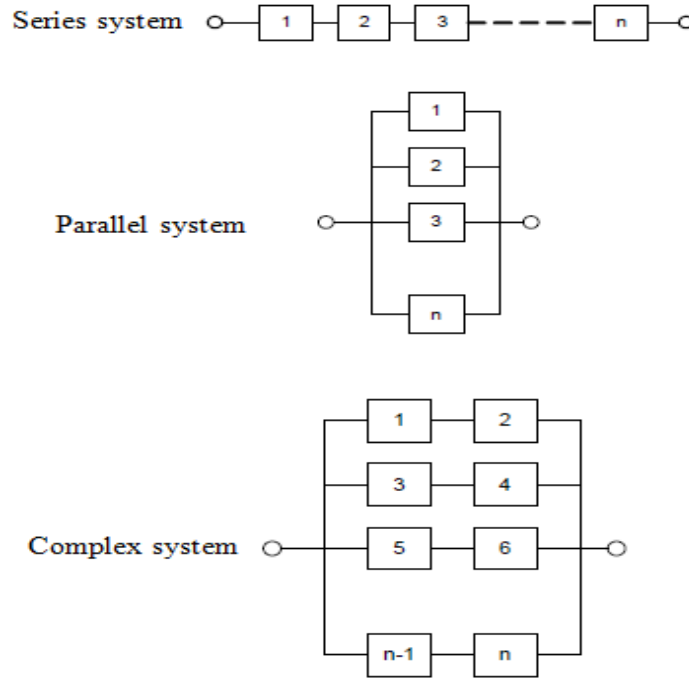 Series system 1 2 3 n
1
2
Parallel system 3
n
1 2
3 4
Complex system 5 6
n-1 n